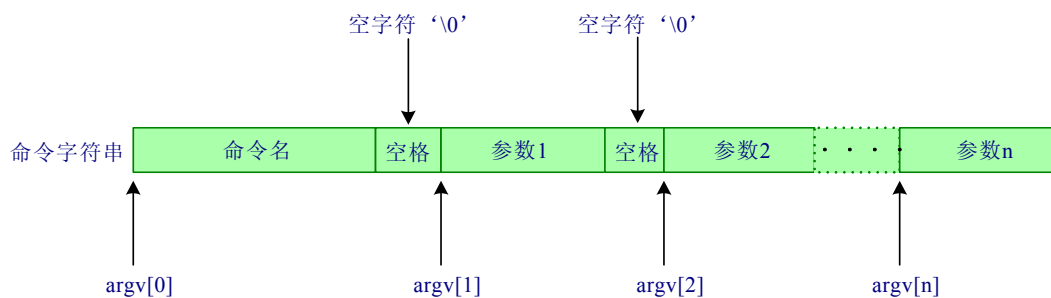 空字符‘\0’ 空字符‘\0’
命令字符串 命令名 空格 参数1 空格 参数2 · · · · 参数n
argv[0] argv[1] argv[2] argv[n]